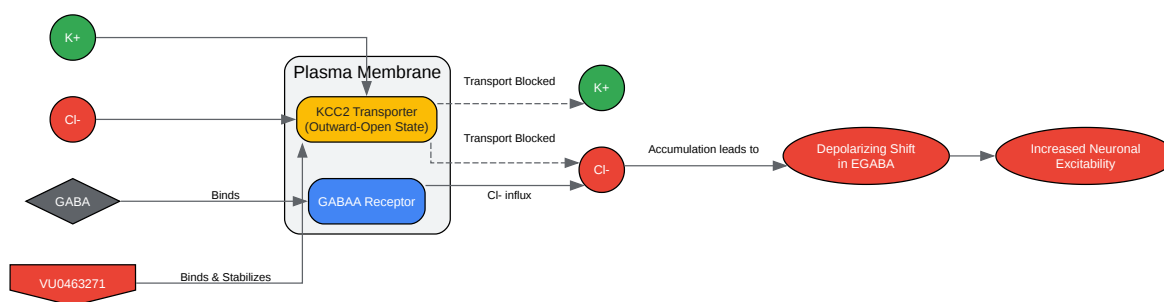 K+
Plasma Membrane
Transport Blocked
K+
KCC2 Transporter
(Outward-Open State)
Cl-
Transport Blocked
Accumulation leads to
Depolarizing Shift
in EGABA
Increased Neuronal
Excitability
Cl-
GABA
Binds
GABAA Receptor
Cl- influx
VU0463271
Binds & Stabilizes